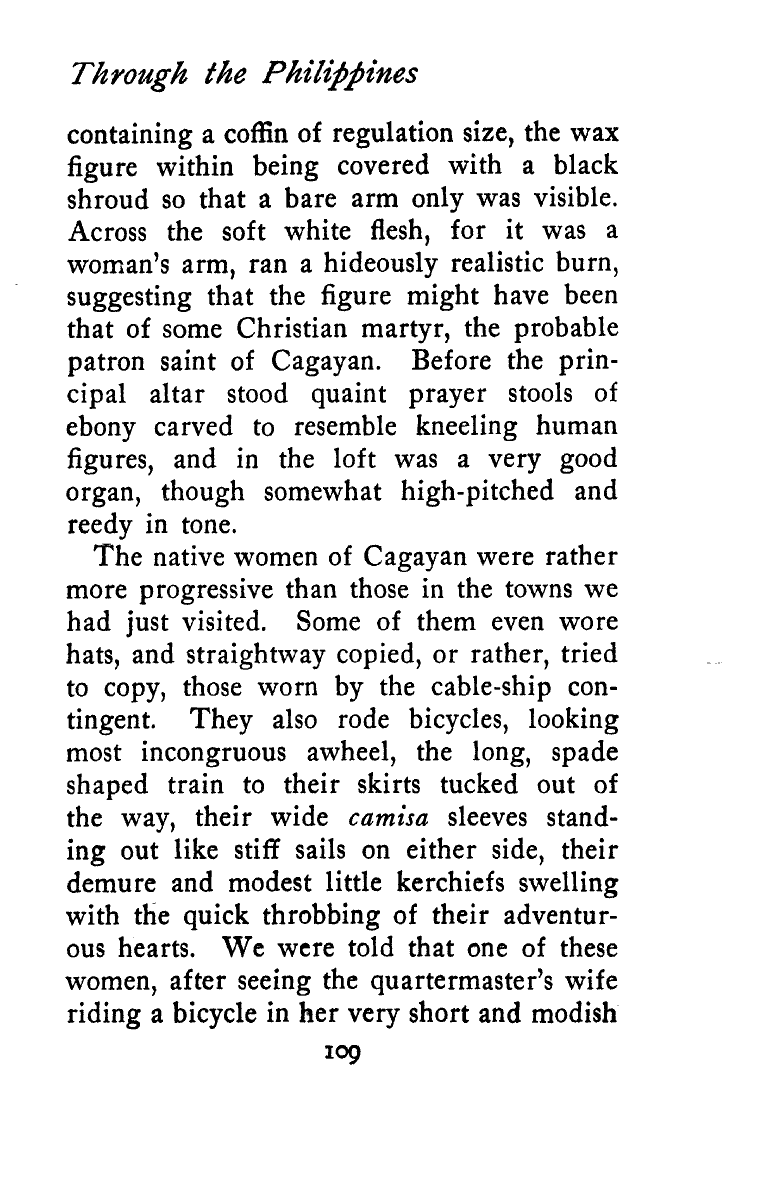 Through the Philippines
containing a coffin of regulation size, the wax
figure within being covered with a black
shroud so that a bare arm only was visible.
Across the soft white flesh, for it was a
woman's arm, ran a hideously realistic burn,
suggesting that the figure might have been
that of some Christian martyr, the probable
patron saint of Cagayan. Before the prin-
cipal altar stood quaint prayer stools of
ebony carved to resemble kneeling human
figures, and in the loft was a very good
organ, though somewhat high-pitched and
reedy in tone.
The native women of Cagayan were rather
more progressive than those in the towns we
had just visited. Some of them even wore
hats, and straightway copied, or rather, tried
to copy, those worn by the cable-ship con-
tingent. They also rode bicycles, looking
most incongruous awheel, the long, spade
shaped train to their skirts tucked out of
the way, their wide camisa sleeves stand-
ing out like stiff sails on either side, their
demure and modest little kerchiefs swelling
with the quick throbbing of their adventur-
ous hearts. We were told that one of these
women, after seeing the quartermaster's wife
riding a bicycle in her very short and modish
109